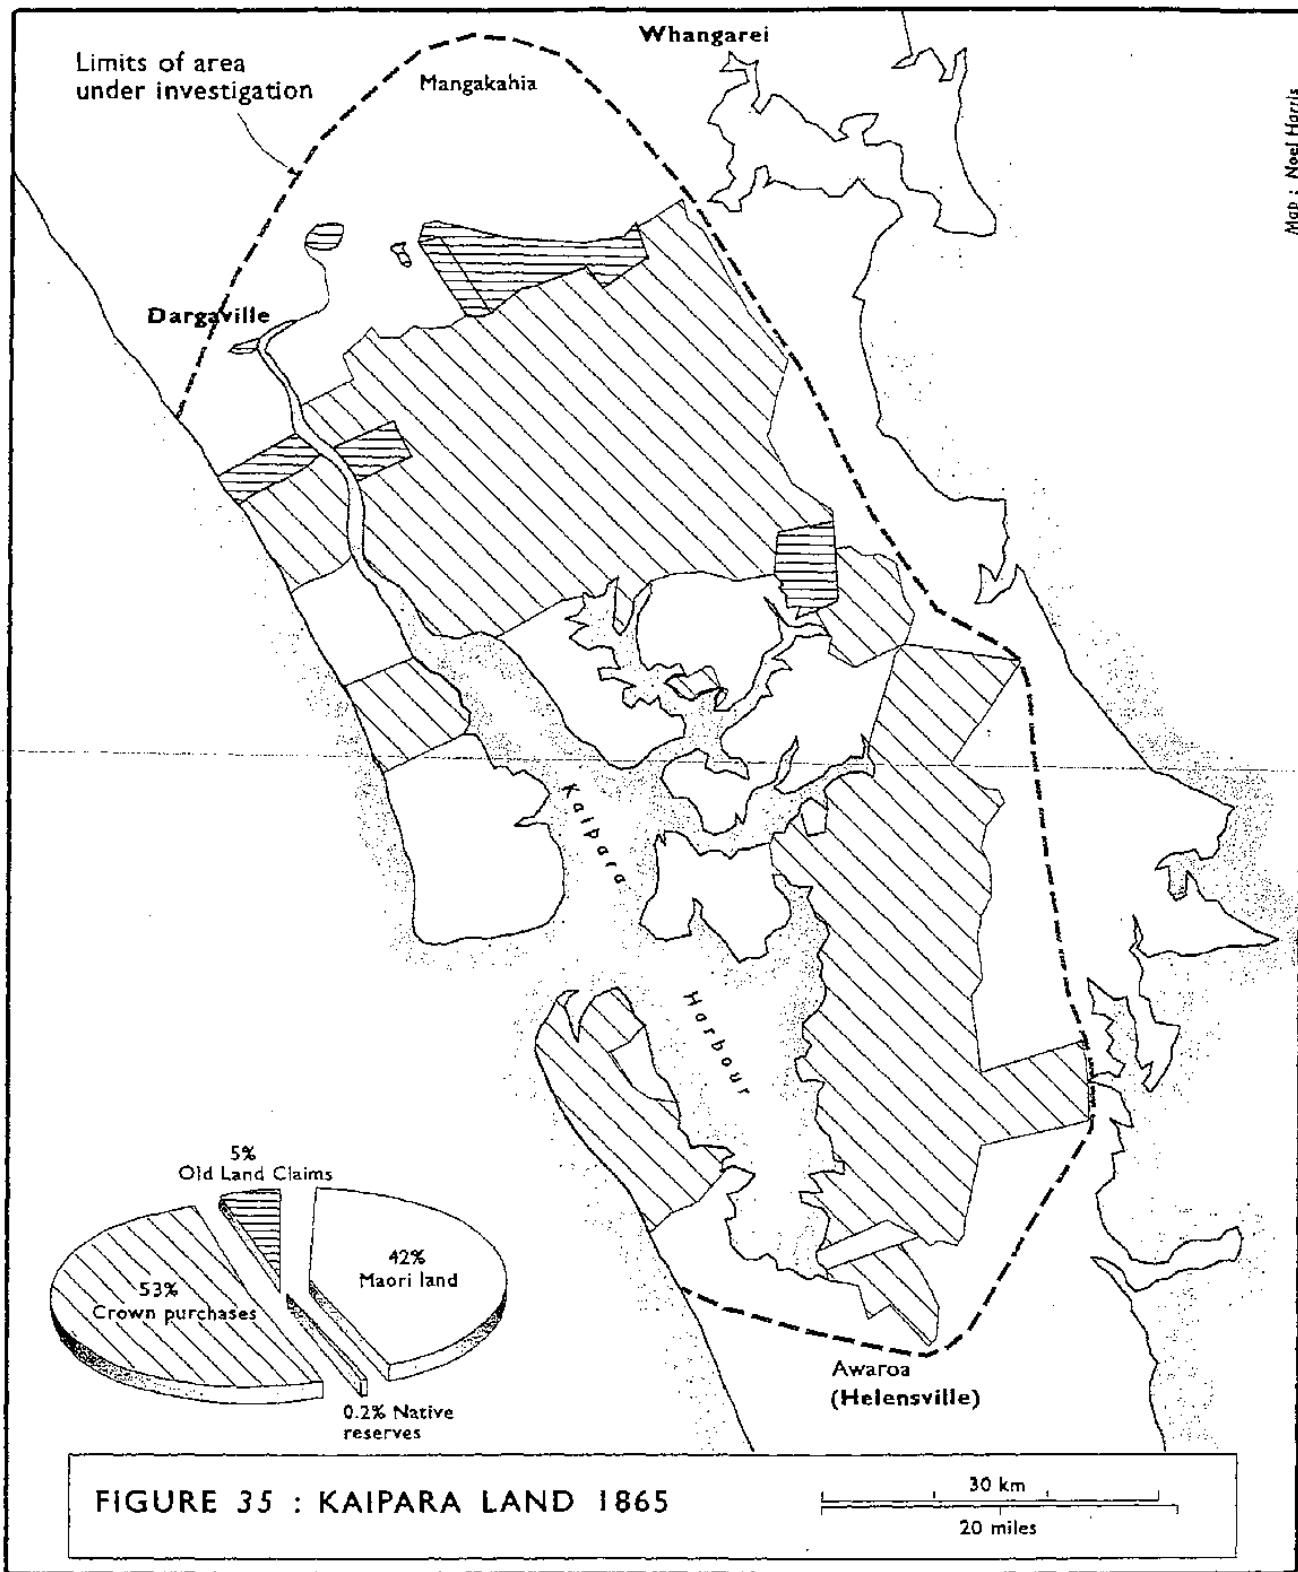 Whangarei
Limits of area
under investigation
Mangakahia
Map : Noel Harris
Dargaville
Kaipara
Harbour
5%
Old Land Claims
42%
Maori land
53%
Crown purchases
0.2% Native
reserves
Awaroa
(Helensville)
FIGURE 35 : KAIPARA LAND 1865
30 km
20 miles